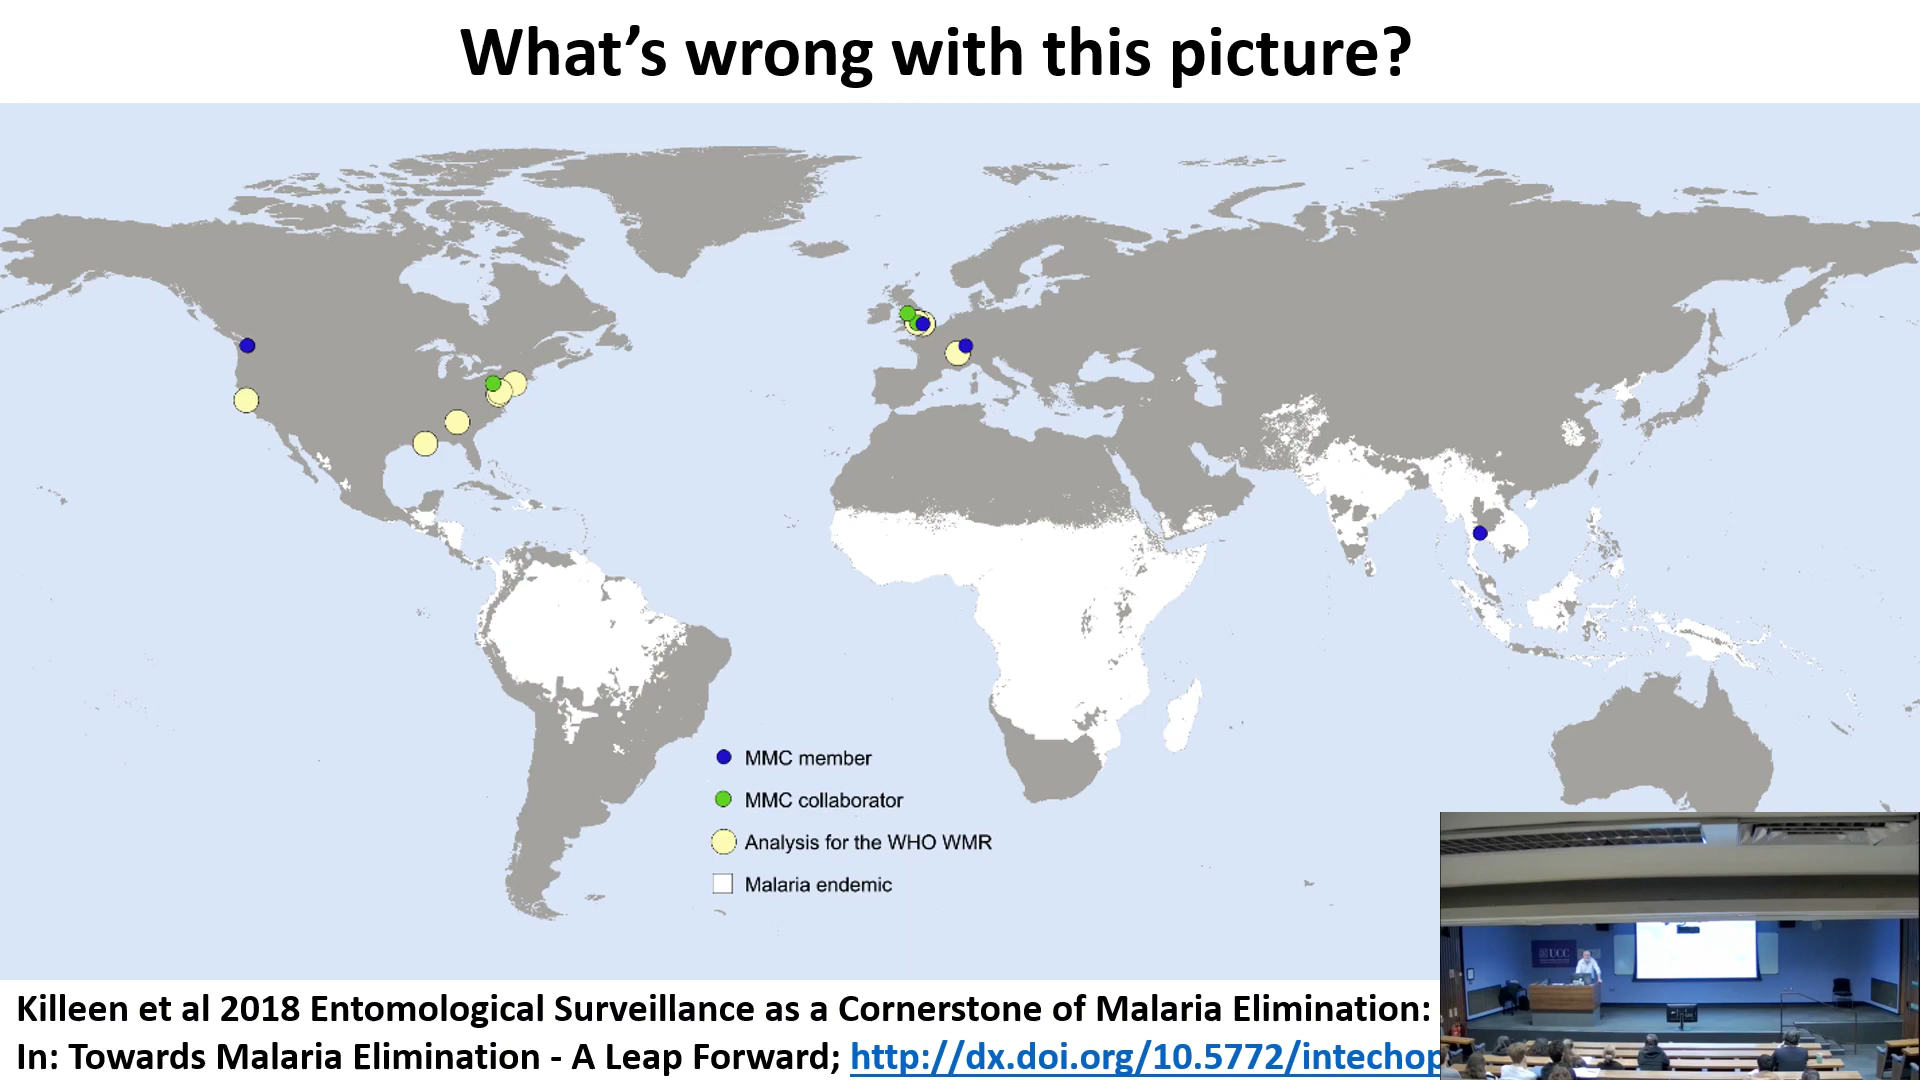 What’s wrong with this picture?
MMC member
MMC collaborator
Analysis for the WHO WMR
Malaria endemic
UCC
Killeen et al 2018 Entomological Surveillance as a Cornerstone of Malaria Elimination:
In: Towards Malaria Elimination - A Leap Forward; http://dx.doi.org/10.5772/intechop